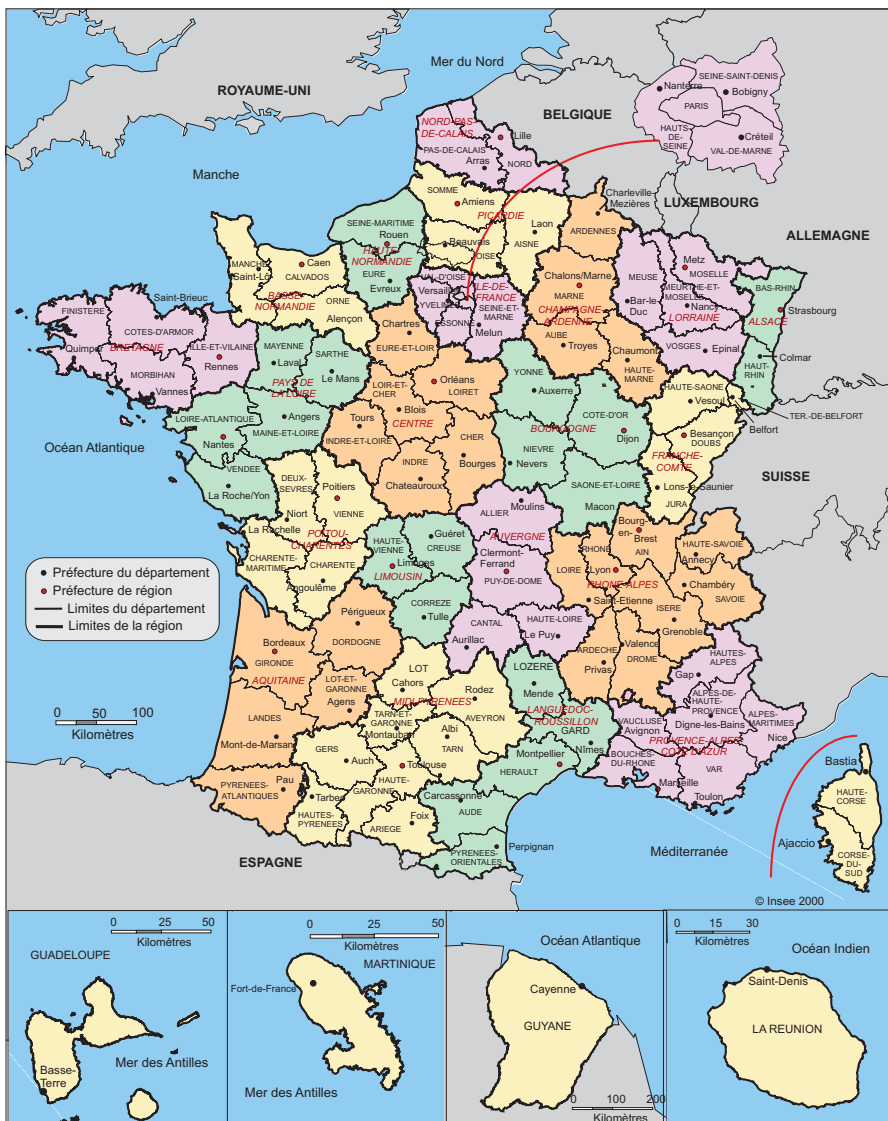 Mer du Nord
ROYAUME-UNI
BELGIQUE
SEINE-SAINT-DENIS
Nanterre
Bobigny
PARIS
HAUTS-
DE-
SEINE
Créteil
VAL-DE-MARNE
Manche
LUXEMBOURG
ALLEMAGNE
NORD-PAS-
DE-CALAIS
Lille
PAS-DE-CALAIS
Arras
NORD
SOMME
Amiens
PICARDIE
Laon
AISNE
Beauvais
OISE
Charleville-
Mezières
ARDENNES
SEINE-MARITIME
Rouen
HAUTE-
NORMANDIE
EURE
Evreux
MANCHE
Saint-Lô
Caen
CALVADOS
BASSE-
NORMANDIE
ORNE
Alençon
VAL-D'OISE
ILE-DE-
FRANCE
Versailles
YVELINES
ESSONNE
SEINE-ET-
MARNE
Melun
Chalons/Marne
MARNE
CHAMPAGNE
ARDENNE
AUBE
Troyes
Chaumont
HAUTE-
MARNE
MEUSE
Bar-le-
Duc
Metz
MOSELLE
MEURTHE-ET-
MOSELLE
Nancy
LORRAINE
VOSGES
Epinal
BAS-RHIN
Strasbourg
ALSACE
Colmar
HAUT-
RHIN
FINISTERE
Quimper
Saint-Brieuc
COTES-D'ARMOR
BRETAGNE
MORBIHAN
Vannes
ILLE-ET-VILAINE
Rennes
MAYENNE
Laval
SARTHE
Le Mans
PAYS DE
LA LOIRE
LOIRE-ATLANTIQUE
Nantes
Angers
MAINE-ET-LOIRE
VENDEE
La Roche/Yon
Chartres
EURE-ET-LOIR
LOIR-ET-
CHER
Blois
Orléans
LOIRET
Tours
INDRE-ET-LOIRE
CENTRE
CHER
Bourges
INDRE
Chateauroux
YONNE
Auxerre
COTE-D'OR
Dijon
BOURGOGNE
NIEVRE
Nevers
SAONE-ET-LOIRE
Macon
HAUTE-SAONE
Vesoul
TER.-DE-BELFORT
Belfort
Besançon
DOUBS
FRANCHE-
COMTE
Lons-le-Saunier
JURA
SUISSE
Océan Atlantique
DEUX-
SEVRES
Niort
Poitiers
VIENNE
La Rochelle
POITOU-
CHARENTES
CHARENTE-
MARITIME
CHARENTE
Angoulême
HAUTE-
VIENNE
Limoges
LIMOUSIN
Guéret
CREUSE
CORREZE
Tulle
ALLIER
Moulins
AUVERGNE
Clermont-
Ferrand
PUY-DE-DOME
CANTAL
Aurillac
HAUTE-LOIRE
Le Puy
Bourg-
en-
Brest
AIN
RHONE
Lyon
LOIRE
RHONE-ALPES
Saint-Etienne
HAUTE-SAVOIE
Annecy
Chambéry
SAVOIE
ISERE
Grenoble
ARDECHE
Privas
Valence
DROME
Préfecture du département
Préfecture de région
Limites du département
Limites de la région
Périgueux
DORDOGNE
Bordeaux
GIRONDE
AQUITAINE
LOT-ET-
GARONNE
Agens
LANDES
Mont-de-Marsan
PYRENEES-
ATLANTIQUES
Pau
0 50 100
Kilomètres
LOT
Cahors
MIDI-PYRENEES
Rodez
AVEYRON
TARN-ET-
GARONNE
Montauban
Albi
TARN
GERS
Auch
Toulouse
HAUTE-
GARONNE
Tarbes
HAUTES-
PYRENEES
ARIEGE
Foix
LOZERE
Mende
LANGUEDOC-
ROUSSILLON
GARD
Nîmes
Montpellier
HERAULT
Carcassonne
AUDE
PYRENEES-
ORIENTALES
Perpignan
HAUTES-
ALPES
Gap
ALPES-DE-
HAUTE-
PROVENCE
Digne-les-Bains
ALPES-
MARITIMES
Nice
VAUCLUSE
Avignon
PROVENCE-ALPES-
COTE D'AZUR
BOUCHES-
DU-RHONE
Marseille
VAR
Toulon
ESPAGNE
Méditerranée
Bastia
HAUTE-
CORSE
Ajaccio
CORSE-
DU-SUD
© Insee 2000
0 25 50
Kilomètres
GUADELOUPE
Basse-
Terre
Mer des Antilles
0 25 50
Kilomètres
MARTINIQUE
Fort-de-France
Mer des Antilles
Océan Atlantique
Cayenne
GUYANE
0 100 200
Kilomètres
0 15 30
Kilomètres
Océan Indien
Saint-Denis
LA REUNION